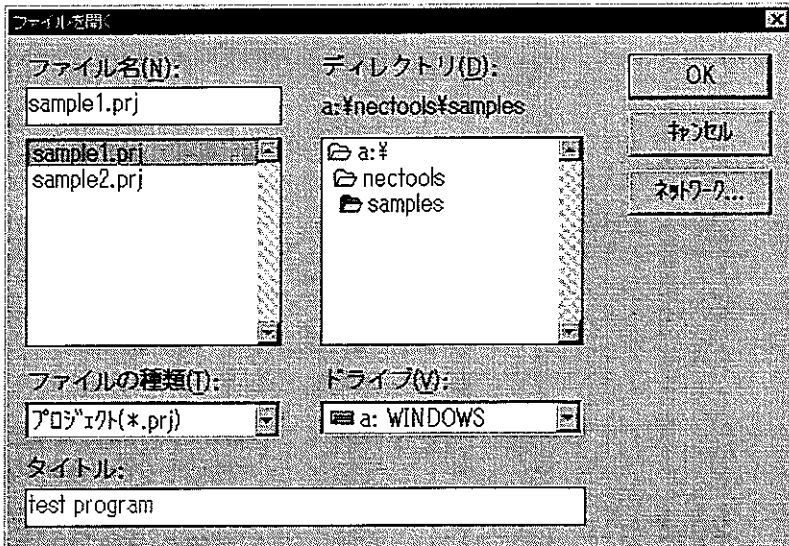 ファイルを開く
ファイル名(N):
sample1.prj
sample1.prj
sample2.prj
ディレクトリ(D):
a:¥nectools¥samples
a:¥
nectools
samples
OK
ｷｬﾝｾﾙ
ﾈｯﾄﾜｰｸ...
ファイルの種類(T):
ﾌﾟﾛｼﾞｪｸﾄ(*.prj)
ドライブ(V):
a: WINDOWS
タイトル:
test program